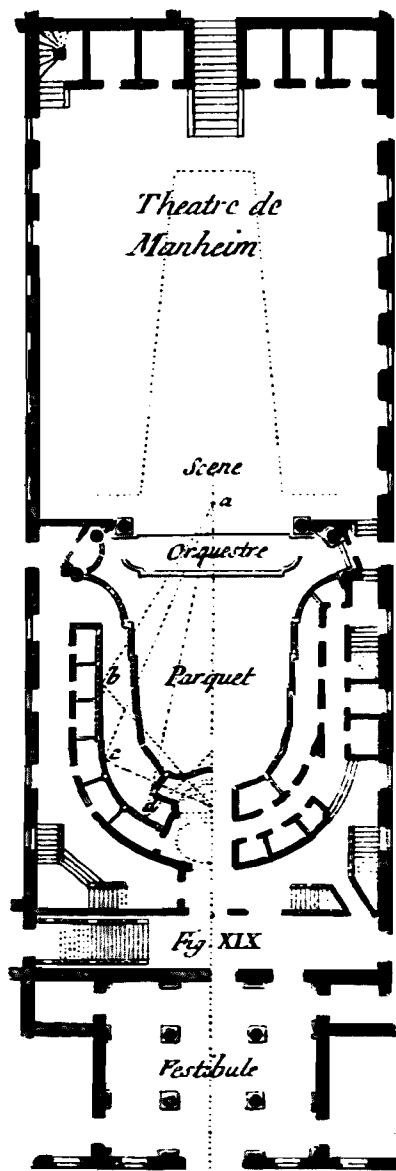 Theatre de
Manheim
Scene
a
Orquestre
b
Parquet
c
d
Fig XIX
Vestibule